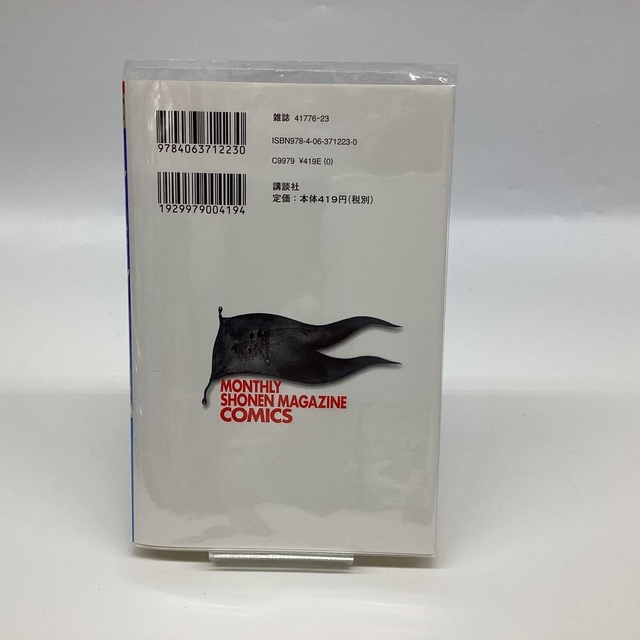 雑誌 41776-23
9784063712230
ISBN978-4-06-371223-0
C9979 ¥419E (0)
1929979004194
講談社
定価：本体419円(税別)
MONTHLY
SHONEN MAGAZINE
COMICS